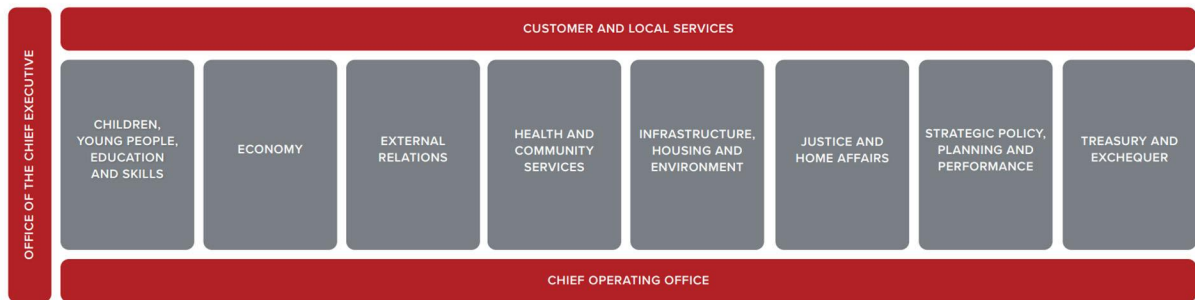 OFFICE OF THE CHIEF EXECUTIVE
CUSTOMER AND LOCAL SERVICES
CHILDREN,
YOUNG PEOPLE,
EDUCATION
AND SKILLS
ECONOMY
EXTERNAL
RELATIONS
HEALTH AND
COMMUNITY
SERVICES
INFRASTRUCTURE,
HOUSING AND
ENVIRONMENT
JUSTICE AND
HOME AFFAIRS
STRATEGIC POLICY,
PLANNING AND
PERFORMANCE
TREASURY AND
EXCHEQUER
CHIEF OPERATING OFFICE